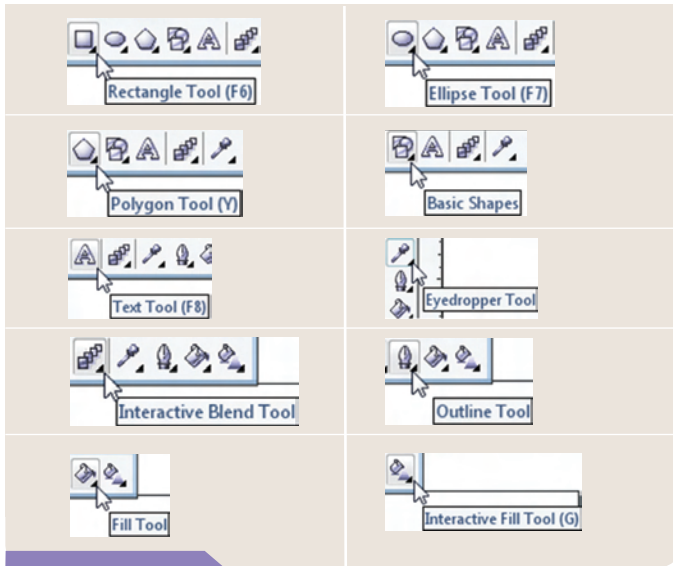 Rectangle Tool (F6)
Ellipse Tool (F7)
Polygon Tool (Y)
Basic Shapes
Text Tool (F8)
Eyedropper Tool
Interactive Blend Tool
Outline Tool
Fill Tool
Interactive Fill Tool (G)